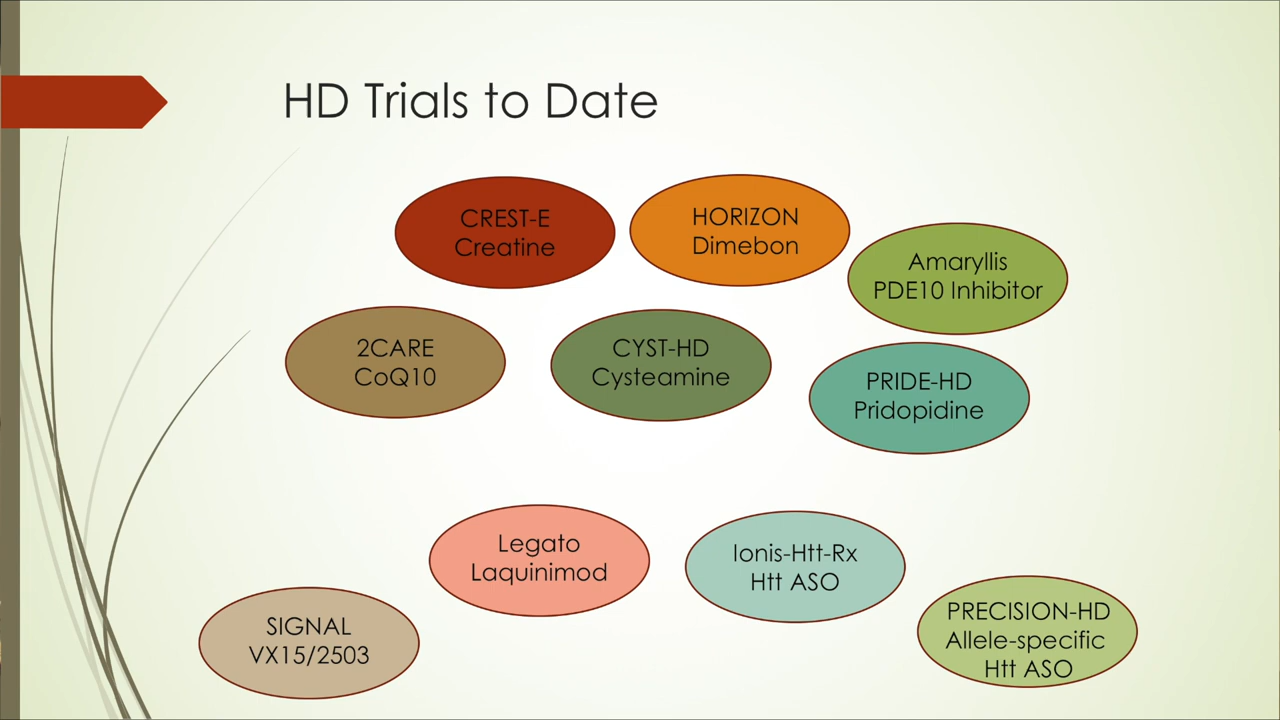 HD Trials to Date
CREST-E
Creatine
HORIZON
Dimebon
Amaryllis
PDE10 Inhibitor
2CARE
CoQ10
CYST-HD
Cysteamine
PRIDE-HD
Pridopidine
Legato
Laquinimod
Ionis-Htt-Rx
Htt ASO
SIGNAL
VX15/2503
PRECISION-HD
Allele-specific
Htt ASO